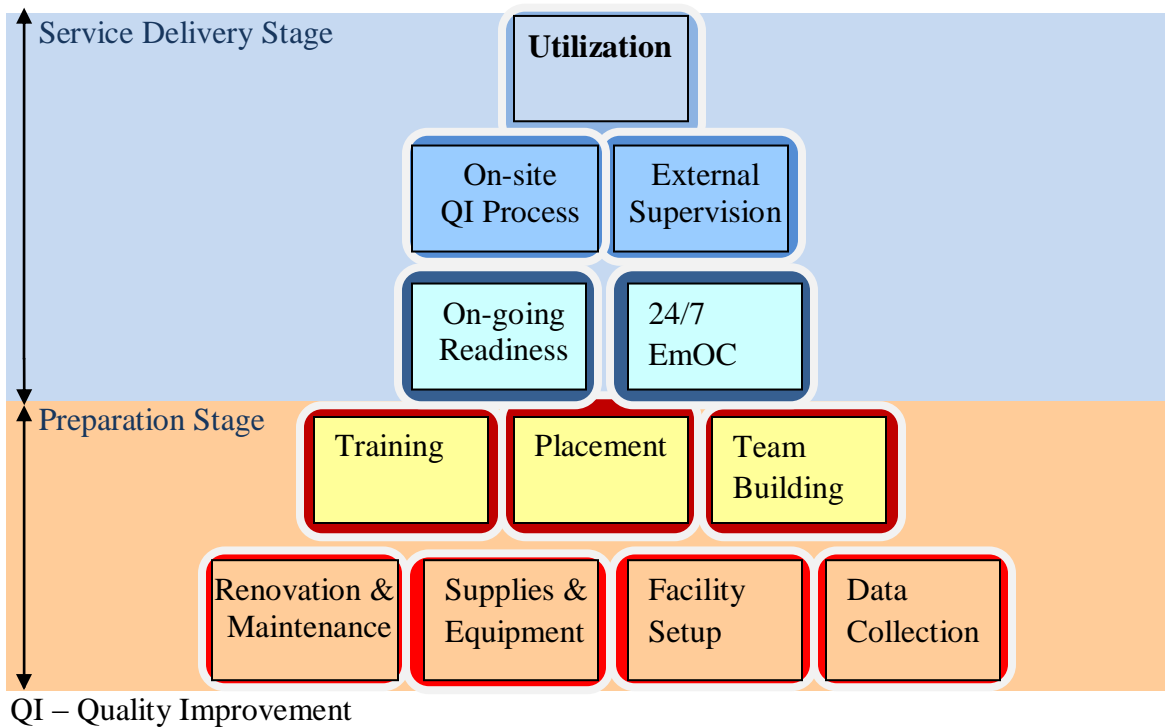 Service Delivery Stage
Utilization
On-site
QI Process
External
Supervision
On-going
Readiness
24/7
EmOC
Preparation Stage
Training
Placement
Team
Building
Renovation &
Maintenance
Supplies &
Equipment
Facility
Setup
Data
Collection
QI – Quality Improvement